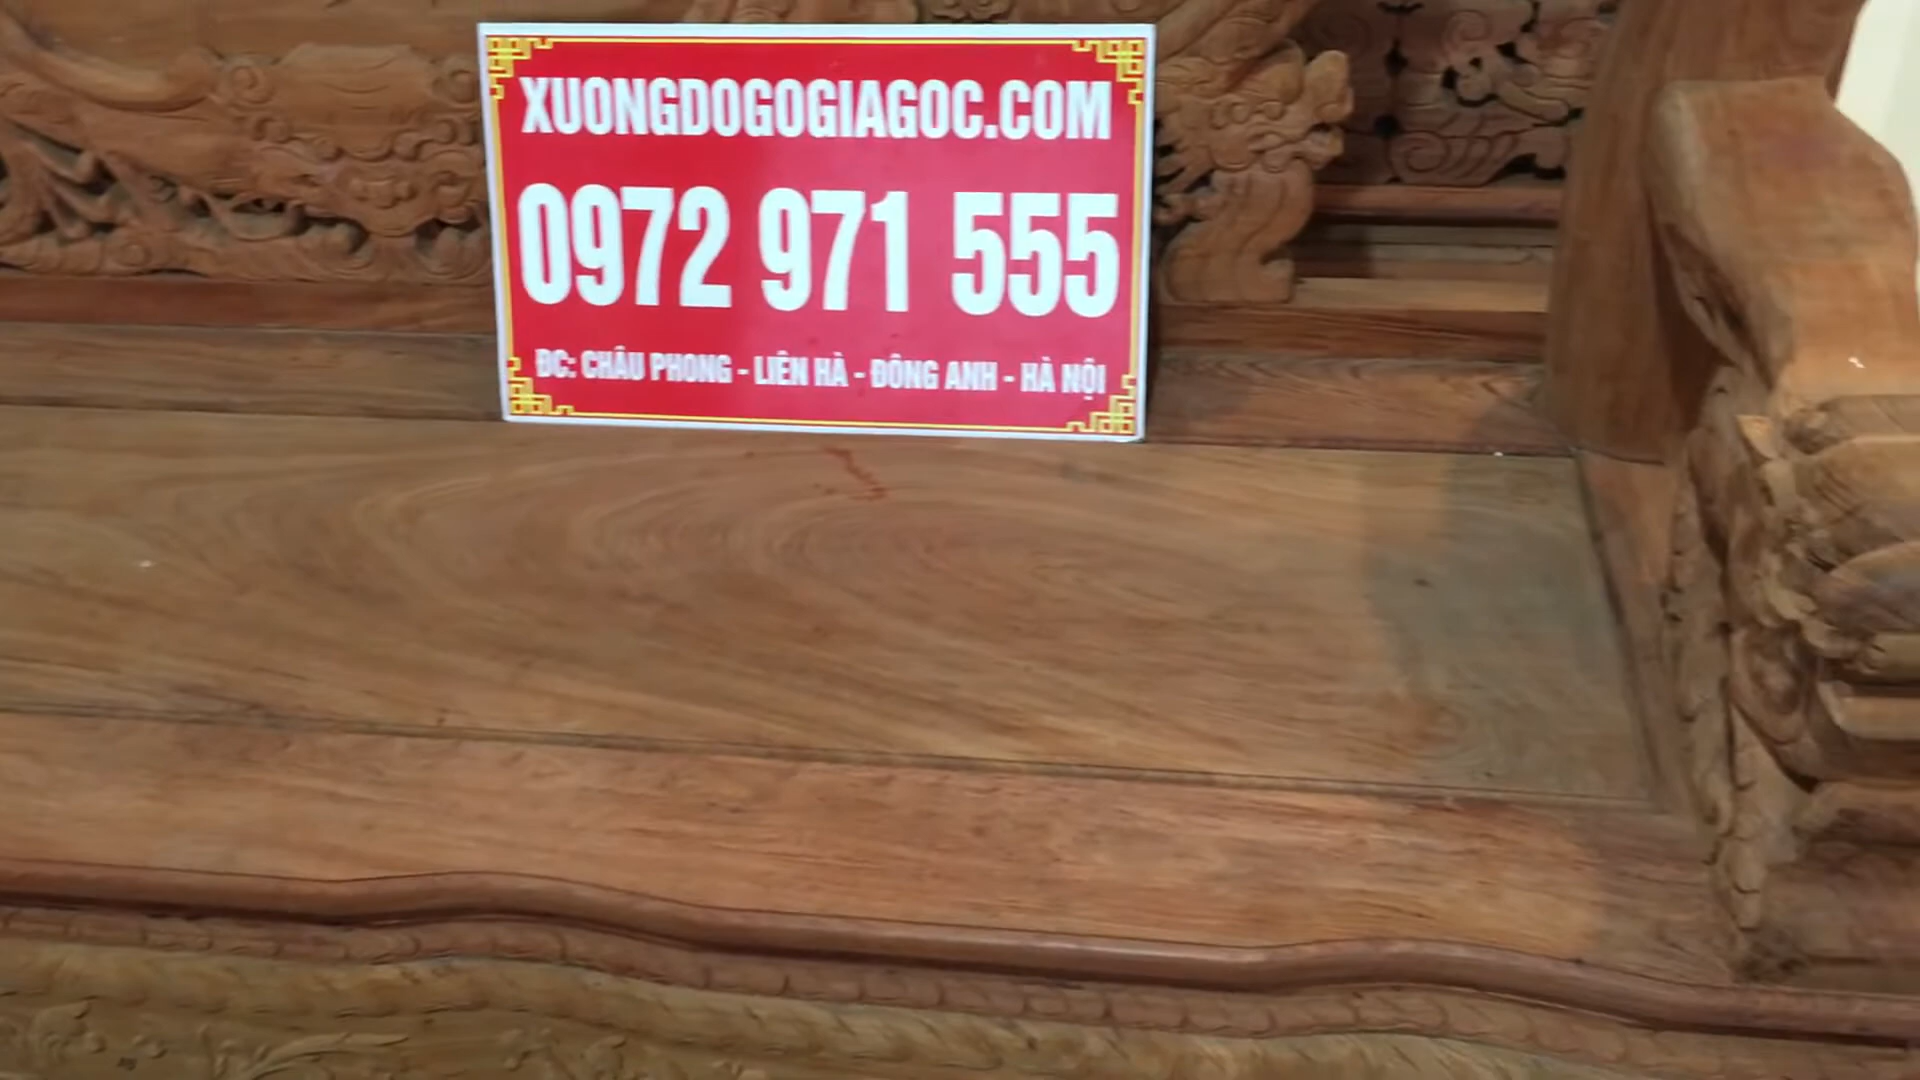 XUONGDOGOGIAGOC.COM
0972 971 555
ĐC: CHÂU PHONG - LIÊN HÀ - ĐÔNG ANH - HÀ NỘI